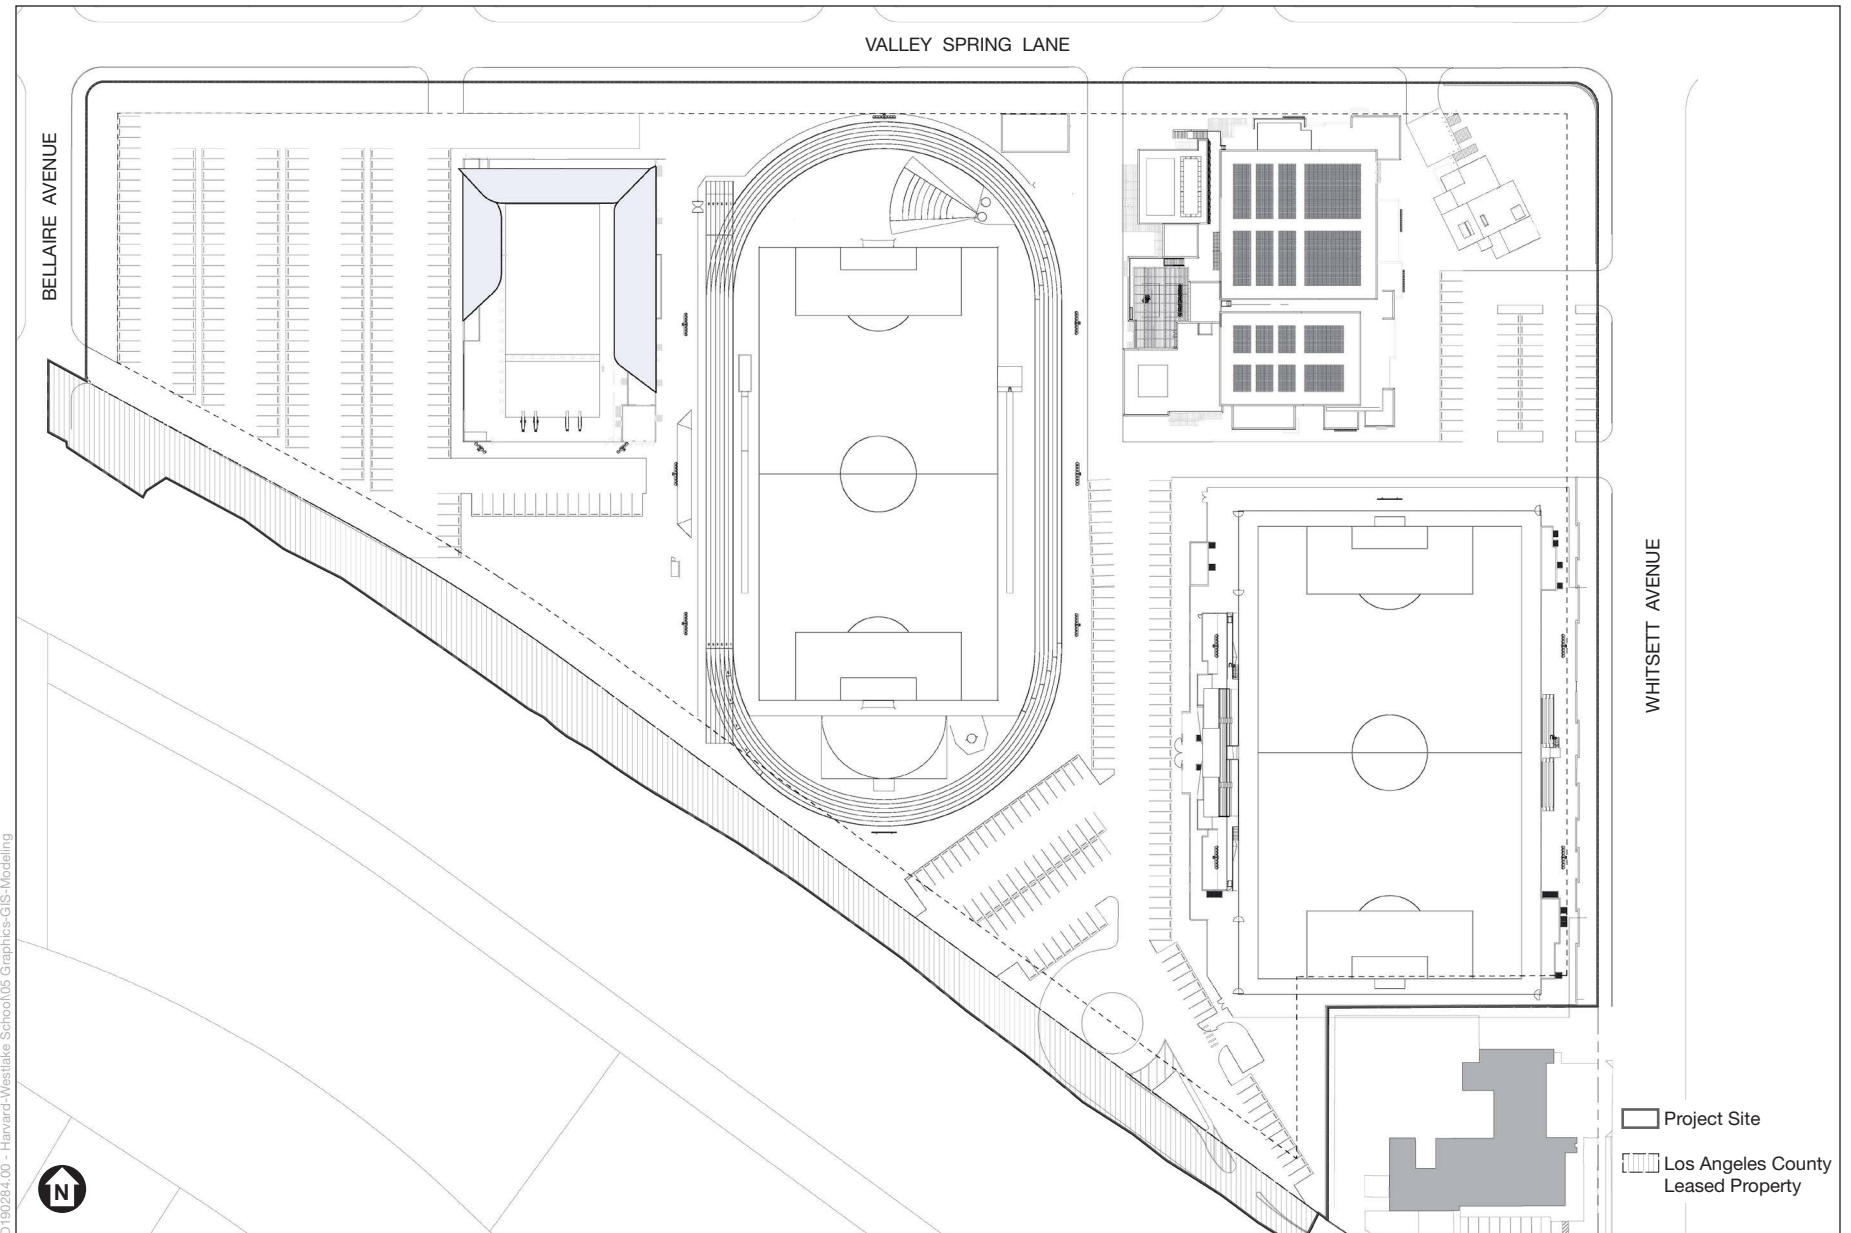 VALLEY SPRING LANE
BELLAIRE AVENUE
WHITSETT AVENUE
Project Site
Los Angeles County
Leased Property
N
D190284.00 - Harvard-Westlake School\05 Graphics-GIS-Modeling